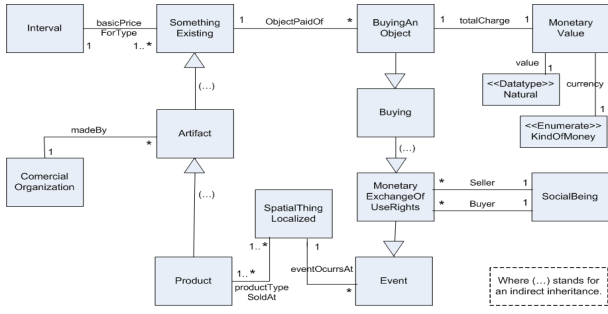 Interval
1
basicPrice
ForType
1..*
Something
Existing
1
ObjectPaidOf
*
BuyingAn
Object
1
totalCharge
1
Monetary
Value
value
1
currency
1
<<Datatype>>
Natural
<<Enumerate>>
KindOfMoney
(...)
Buying
Artifact
*
madeBy
1
Comercial
Organization
(...)
(...)
Monetary
ExchangeOf
UseRights
*
Seller
1
*
Buyer
1
SocialBeing
SpatialThing
Localized
1..*
1
Product
1..*
productType
SoldAt
eventOcurrsAt
*
Event
Where (...) stands for
an indirect inheritance.